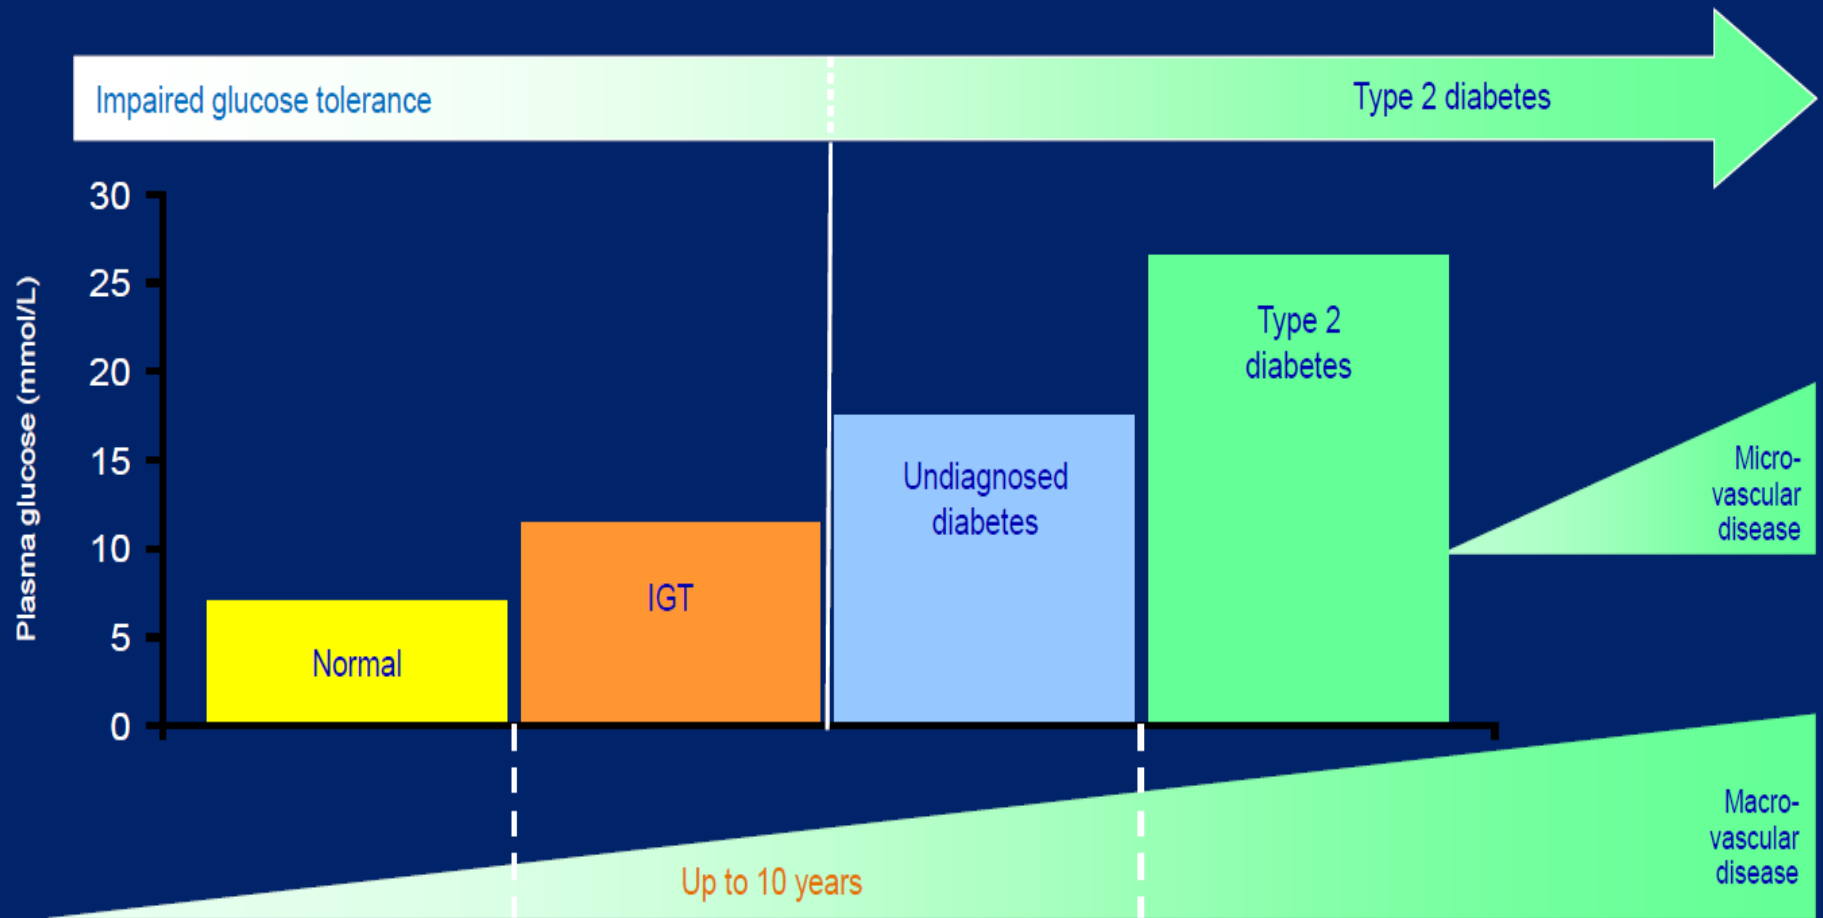 Impaired glucose tolerance
Type 2 diabetes
Plasma glucose (mmol/L)
30
25
20
15
10
5
0
Normal
IGT
Undiagnosed
diabetes
Type 2
diabetes
Micro-
vascular
disease
Up to 10 years
Macro-
vascular
disease